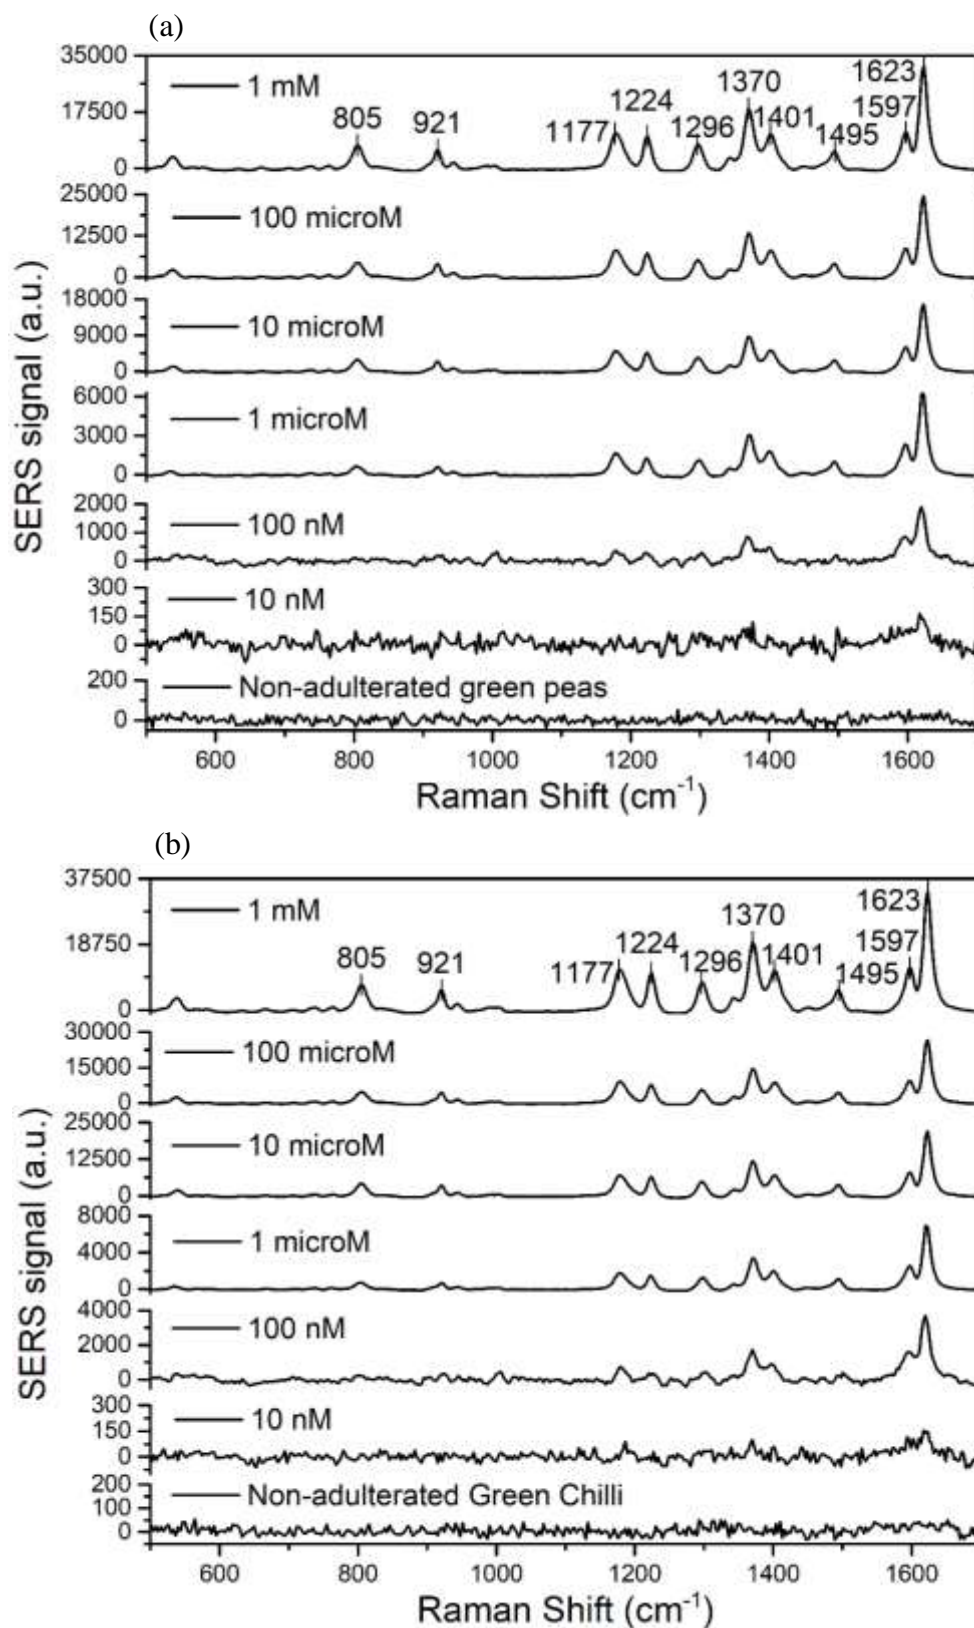 (a)
35000
1 mM
1623
1370
17500
1224
1597
805
921
1177
1296
1401
1495
0
25000
100 microM
12500
0
18000
10 microM
9000
0
6000
1 microM
3000
0
2000
100 nM
1000
0
300
10 nM
150
0
200
Non-adulterated green peas
0
600 800 1000 1200 1400 1600
SERS signal (a.u.)
Raman Shift (cm⁻¹)
(b)
37500
1 mM
1623
1370
18750
1224
1597
805
921
1177
1296
1401
1495
0
30000
100 microM
15000
0
25000
10 microM
12500
0
8000
1 microM
4000
0
4000
100 nM
2000
0
300
10 nM
150
0
200
Non-adulterated Green Chilli
100
0
600 800 1000 1200 1400 1600
SERS signal (a.u.)
Raman Shift (cm⁻¹)